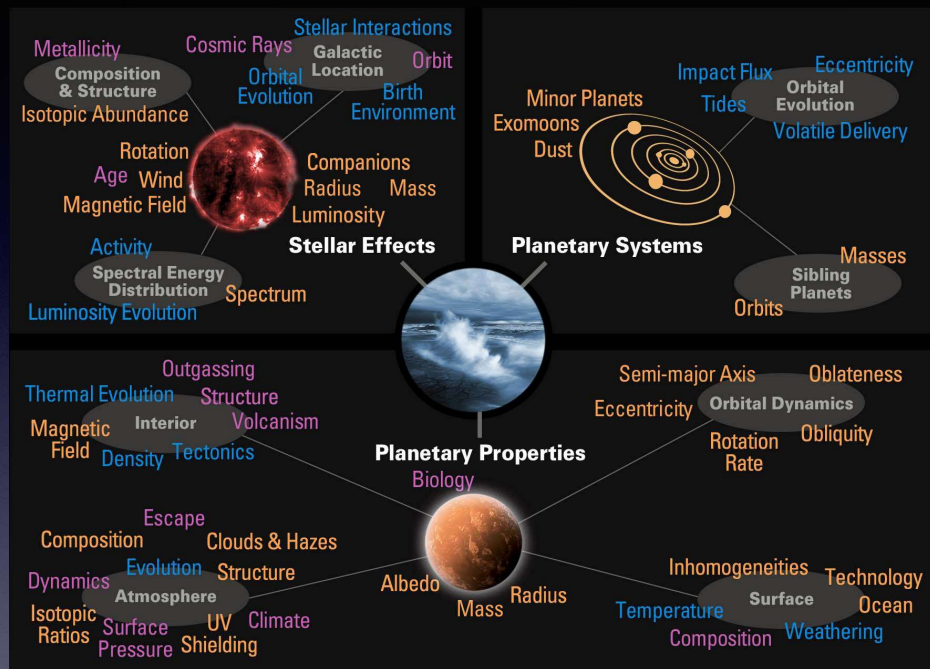 Stellar Interactions
Cosmic Rays
Galactic
Location
Orbit
Metallicity
Composition
& Structure
Orbital
Evolution
Birth
Environment
Isotopic Abundance
Rotation
Age
Wind
Magnetic Field
Companions
Radius
Mass
Luminosity
Activity
Spectral Energy
Distribution
Spectrum
Luminosity Evolution
Stellar Effects
Impact Flux
Eccentricity
Orbital
Evolution
Tides
Volatile Delivery
Minor Planets
Exomoons
Dust
Planetary Systems
Masses
Sibling
Planets
Orbits
Outgassing
Thermal Evolution
Structure
Interior
Volcanism
Magnetic
Field
Density
Tectonics
Planetary Properties
Biology
Semi-major Axis
Oblateness
Eccentricity
Orbital Dynamics
Rotation
Rate
Obliquity
Escape
Composition
Clouds & Hazes
Evolution
Structure
Dynamics
Atmosphere
Isotopic
Ratios
Surface
Pressure
UV
Shielding
Climate
Albedo
Mass
Radius
Inhomogeneities
Technology
Temperature
Surface
Ocean
Composition
Weathering